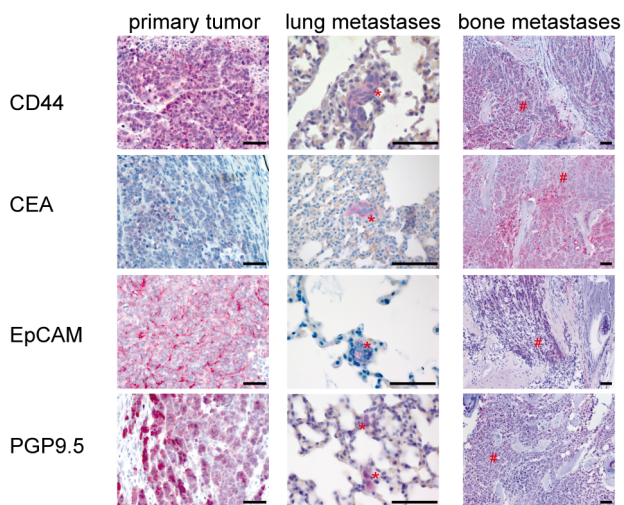 primary tumor lung metastases bone metastases
CD44 * #
CEA * #
EpCAM * #
PGP9.5 * * #